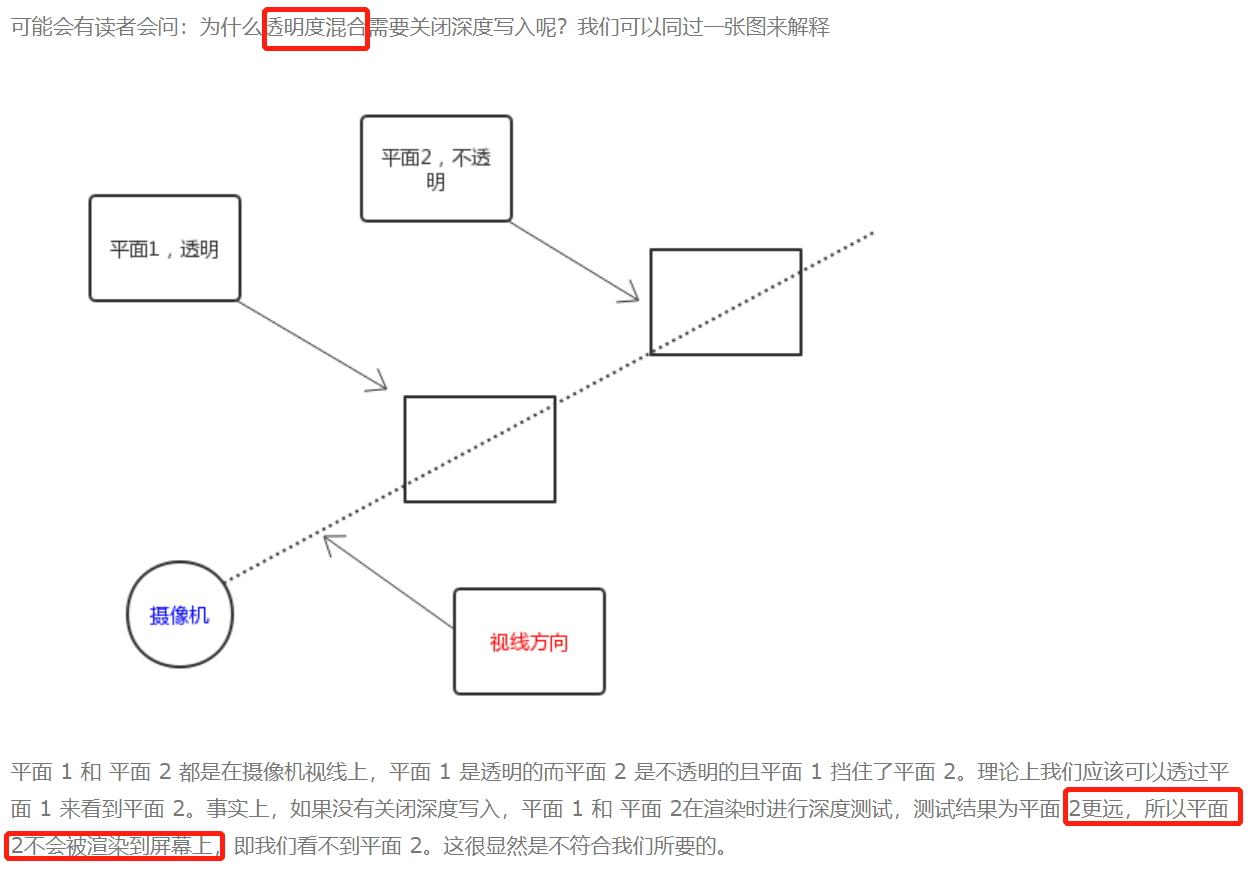 可能会有读者会问：为什么透明度混合需要关闭深度写入呢？我们可以同过一张图来解释
平面2，不透
明
平面1，透明
摄像机
视线方向
平面 1 和 平面 2 都是在摄像机视线上，平面 1 是透明的而平面 2 是不透明的且平面 1 挡住了平面 2。理论上我们应该可以透过平
面 1 来看到平面 2。事实上，如果没有关闭深度写入，平面 1 和 平面 2在渲染时进行深度测试，测试结果为平面 2更远，所以平面
2不会被渲染到屏幕上，即我们看不到平面 2。这很显然是不符合我们所要的。